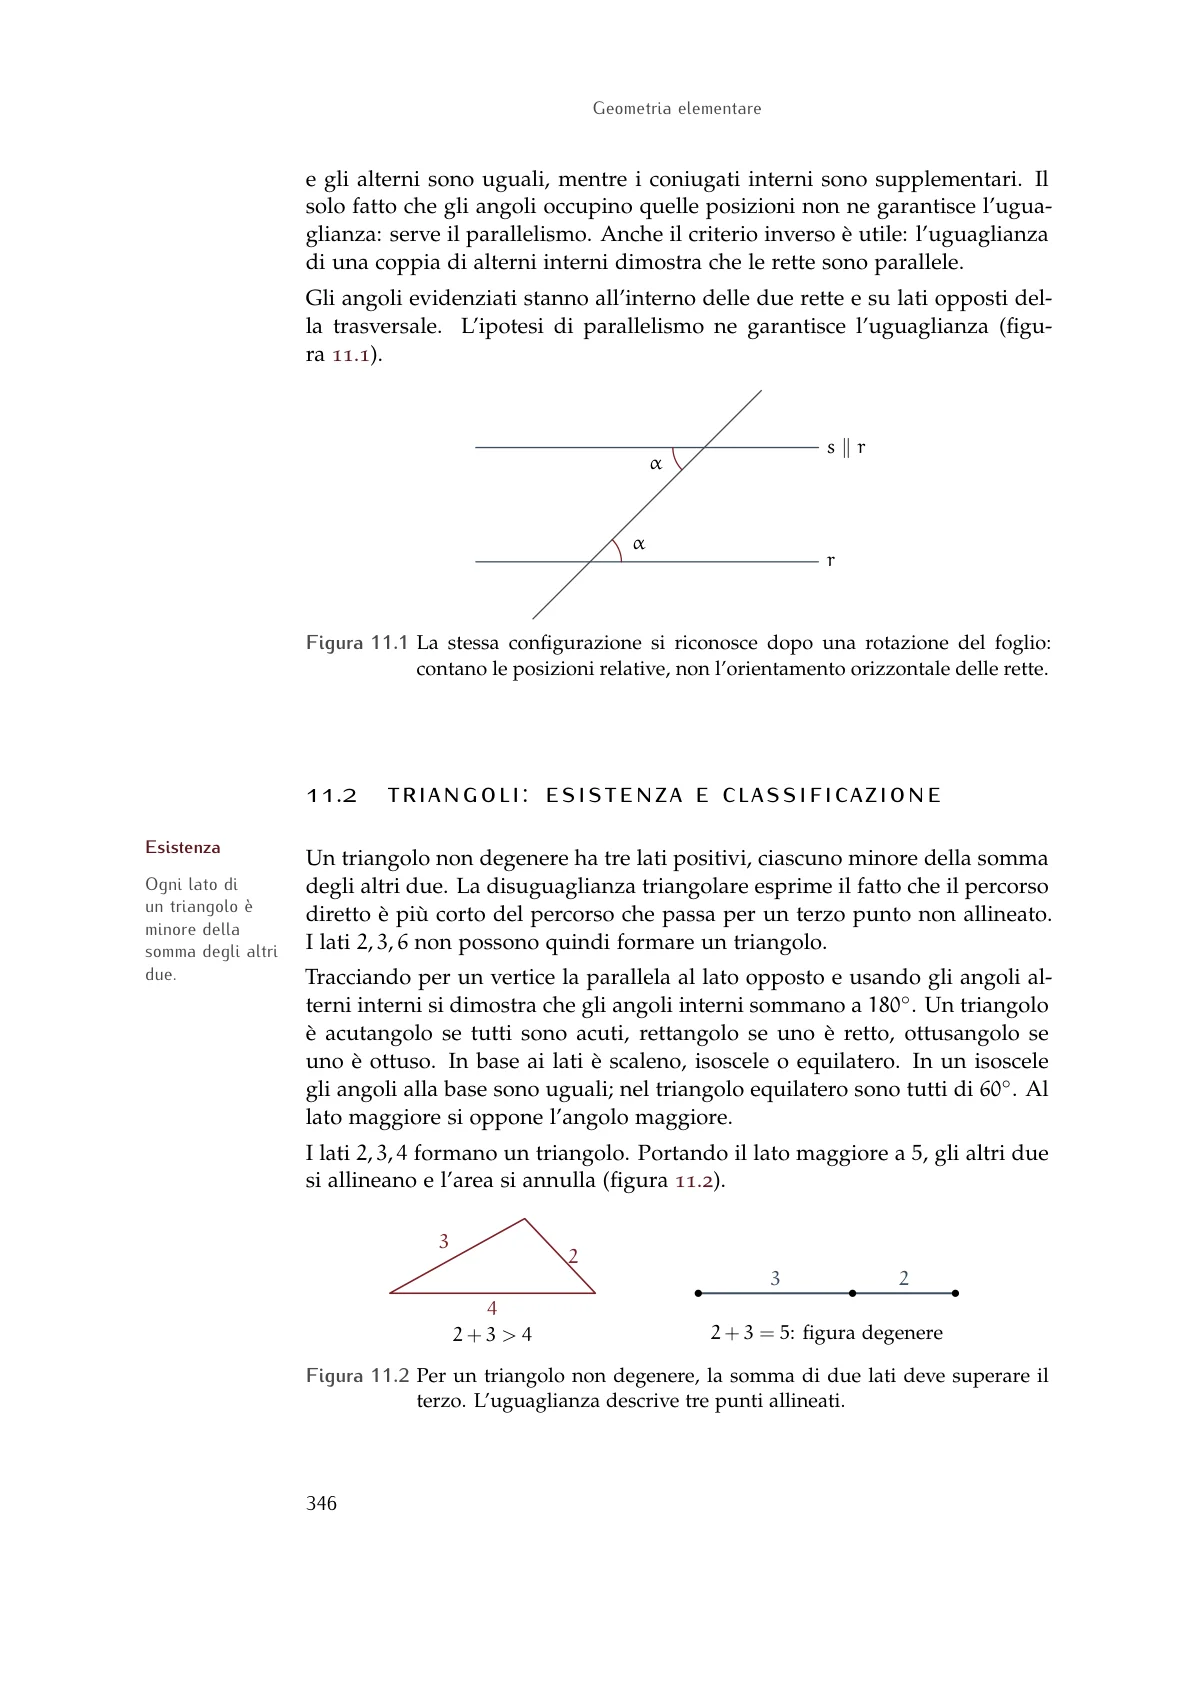 Geometria elementare
e gli alterni sono uguali, mentre i coniugati interni sono supplementari. Il
solo fatto che gli angoli occupino quelle posizioni non ne garantisce l'ugua-
glianza: serve il parallelismo. Anche il criterio inverso è utile: l'uguaglianza
di una coppia di alterni interni dimostra che le rette sono parallele.
Gli angoli evidenziati stanno all'interno delle due rette e su lati opposti del-
la trasversale. L'ipotesi di parallelismo ne garantisce l'uguaglianza (figu-
ra 11.1).
s ∥ r
α
α
r
Figura 11.1 La stessa configurazione si riconosce dopo una rotazione del foglio:
contano le posizioni relative, non l'orientamento orizzontale delle rette.
11.2 TRIANGOLI: ESISTENZA E CLASSIFICAZIONE
Esistenza
Ogni lato di
un triangolo è
minore della
somma degli altri
due.
Un triangolo non degenere ha tre lati positivi, ciascuno minore della somma
degli altri due. La disuguaglianza triangolare esprime il fatto che il percorso
diretto è più corto del percorso che passa per un terzo punto non allineato.
I lati 2, 3, 6 non possono quindi formare un triangolo.
Tracciando per un vertice la parallela al lato opposto e usando gli angoli al-
terni interni si dimostra che gli angoli interni sommano a 180°. Un triangolo
è acutangolo se tutti sono acuti, rettangolo se uno è retto, ottusangolo se
uno è ottuso. In base ai lati è scaleno, isoscele o equilatero. In un isoscele
gli angoli alla base sono uguali; nel triangolo equilatero sono tutti di 60°. Al
lato maggiore si oppone l'angolo maggiore.
I lati 2, 3, 4 formano un triangolo. Portando il lato maggiore a 5, gli altri due
si allineano e l'area si annulla (figura 11.2).
3
2
4
2 + 3 > 4
3 2
2 + 3 = 5: figura degenere
Figura 11.2 Per un triangolo non degenere, la somma di due lati deve superare il
terzo. L'uguaglianza descrive tre punti allineati.
346